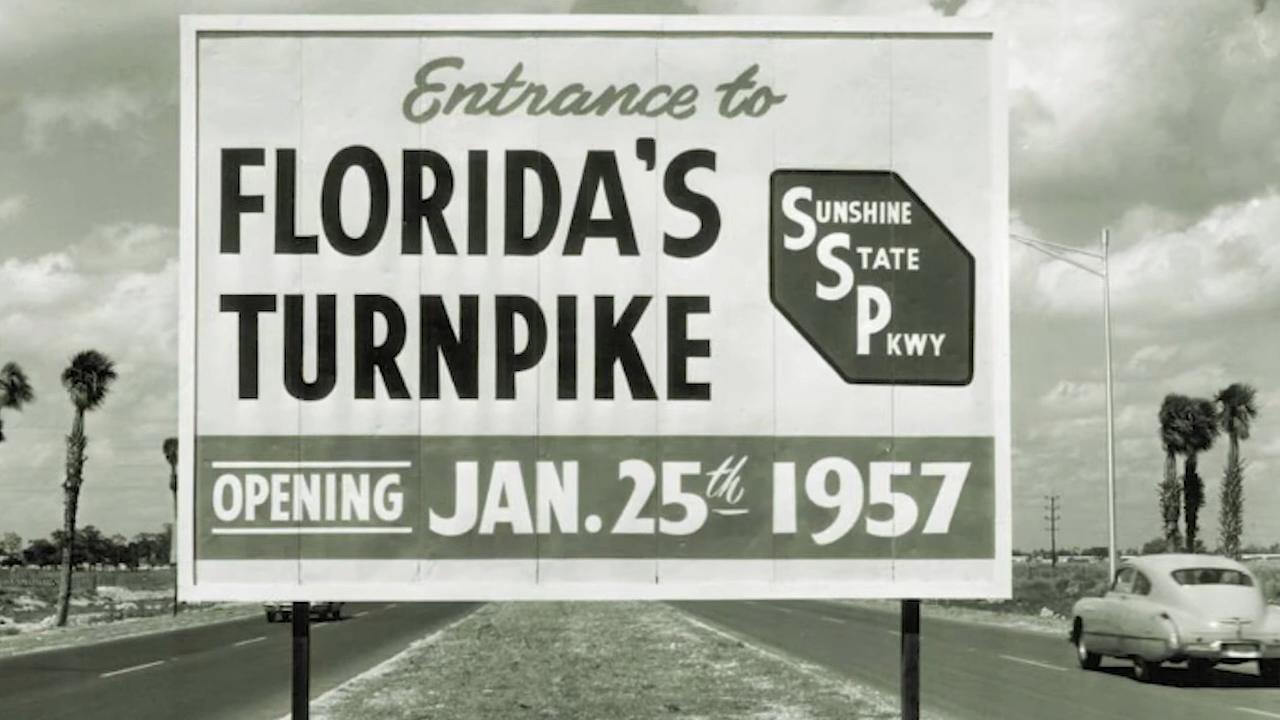 Entrance to
FLORIDA'S
TURNPIKE
SUNSHINE
STATE
PKWY
OPENING JAN. 25th 1957